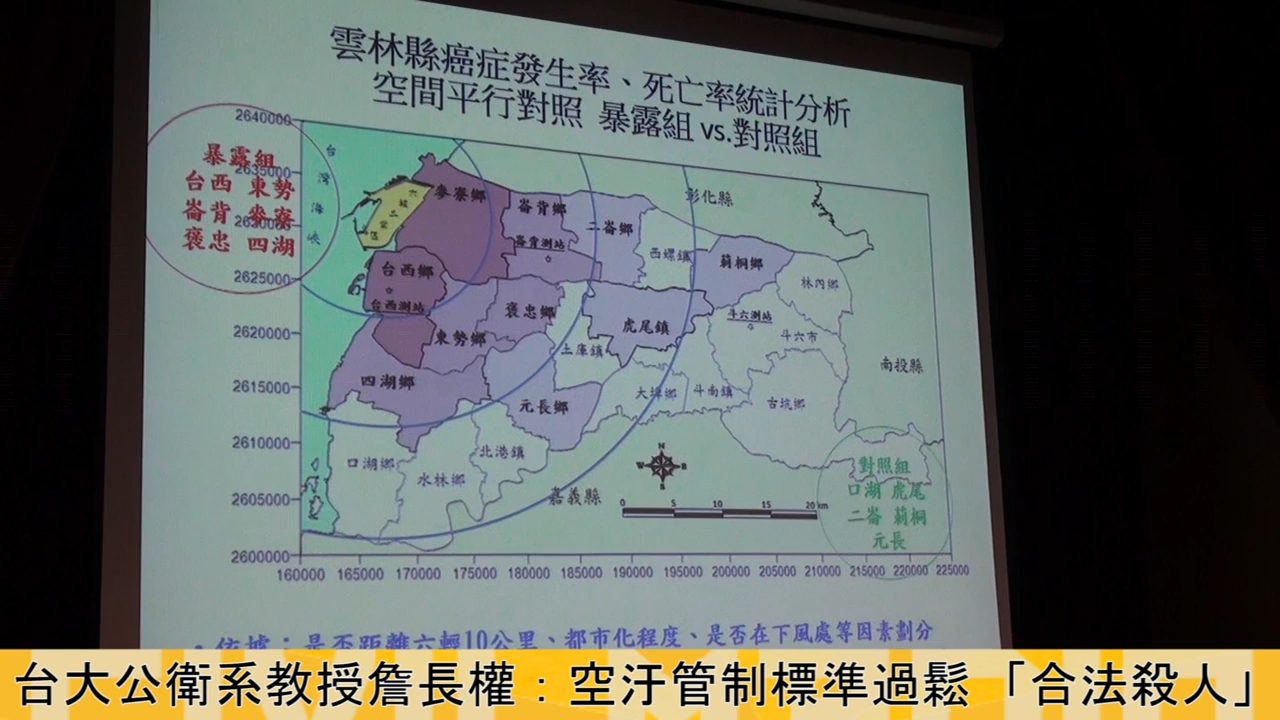 雲林縣癌症發生率、死亡率統計分析
空間平行對照 暴露組 vs.對照組
暴露組
台西 東勢
崙背 麥寮
褒忠 四湖
2640000
2635000
2630000
2625000
2620000
2615000
2610000
2605000
2600000
台灣海峽
麥寮鄉
崙背鄉
崙背測站
二崙鄉
彰化縣
西螺鎮
莿桐鄉
林內鄉
台西鄉
台西測站
東勢鄉
褒忠鄉
虎尾鎮
斗六測站
斗六市
土庫鎮
南投縣
四湖鄉
元長鄉
大埤鄉
斗南鎮
古坑鄉
口湖鄉
水林鄉
北港鎮
嘉義縣
N
W
E
S
0 5 10 15 20 km
對照組
口湖 虎尾
二崙 莿桐
元長
160000 165000 170000 175000 180000 185000 190000 195000 200000 205000 210000 215000 220000 225000
• 依據：是否距離六輕10公里、都市化程度、是否在下風處等因素劃分
台大公衛系教授詹長權：空汙管制標準過鬆「合法殺人」